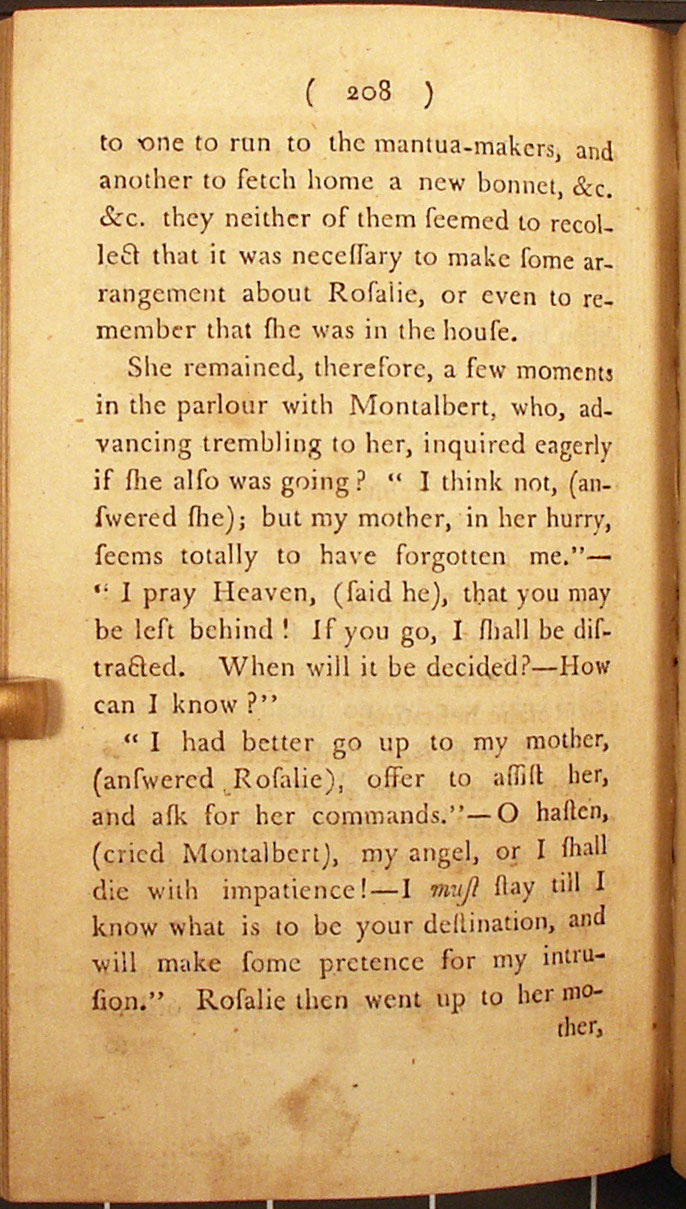 ( 208 )
to one to run to the mantua-makers, and
another to fetch home a new bonnet, &c.
&c. they neither of them ſeemed to recol-
lect that it was neceſſary to make ſome ar-
rangement about Roſalie, or even to re-
member that ſhe was in the houſe.
She remained, therefore, a few moments
in the parlour with Montalbert, who, ad-
vancing trembling to her, inquired eagerly
if ſhe alſo was going? “ I think not, (an-
ſwered ſhe); but my mother, in her hurry,
ſeems totally to have forgotten me.”—
“ I pray Heaven, (ſaid he), that you may
be left behind! If you go, I ſhall be diſ-
tracted. When will it be decided?—How
can I know?”
“ I had better go up to my mother,
(anſwered Roſalie), offer to aſſiſt her,
and aſk for her commands.”—O haſten,
(cried Montalbert), my angel, or I ſhall
die with impatience!—I muſt ſtay till I
know what is to be your deſtination, and
will make ſome pretence for my intru-
ſion.” Roſalie then went up to her mo-
ther,